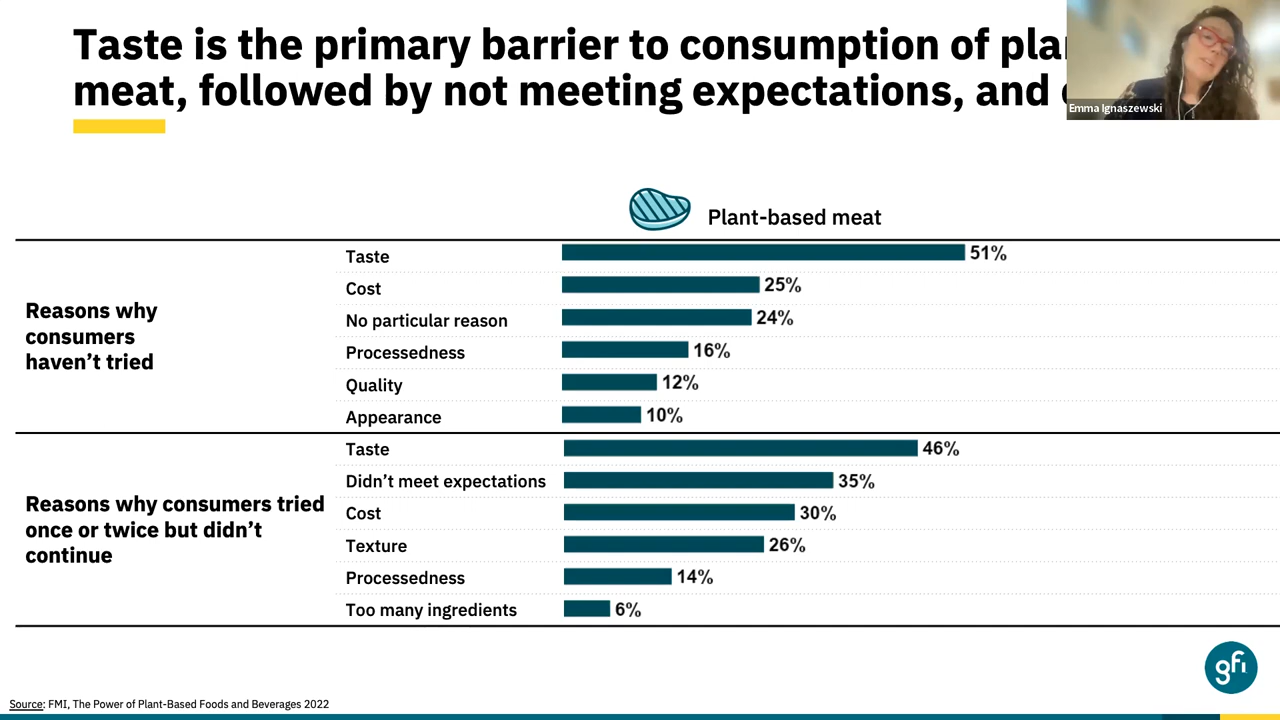 Taste is the primary barrier to consumption of
meat, followed by not meeting expectations, and
Emma Ignaszewski
Plant-based meat
Reasons why
consumers
haven’t tried
Taste 51%
Cost 25%
No particular reason 24%
Processedness 16%
Quality 12%
Appearance 10%
Reasons why consumers tried
once or twice but didn’t
continue
Taste 46%
Didn’t meet expectations 35%
Cost 30%
Texture 26%
Processedness 14%
Too many ingredients 6%
gfi
Source: FMI, The Power of Plant-Based Foods and Beverages 2022